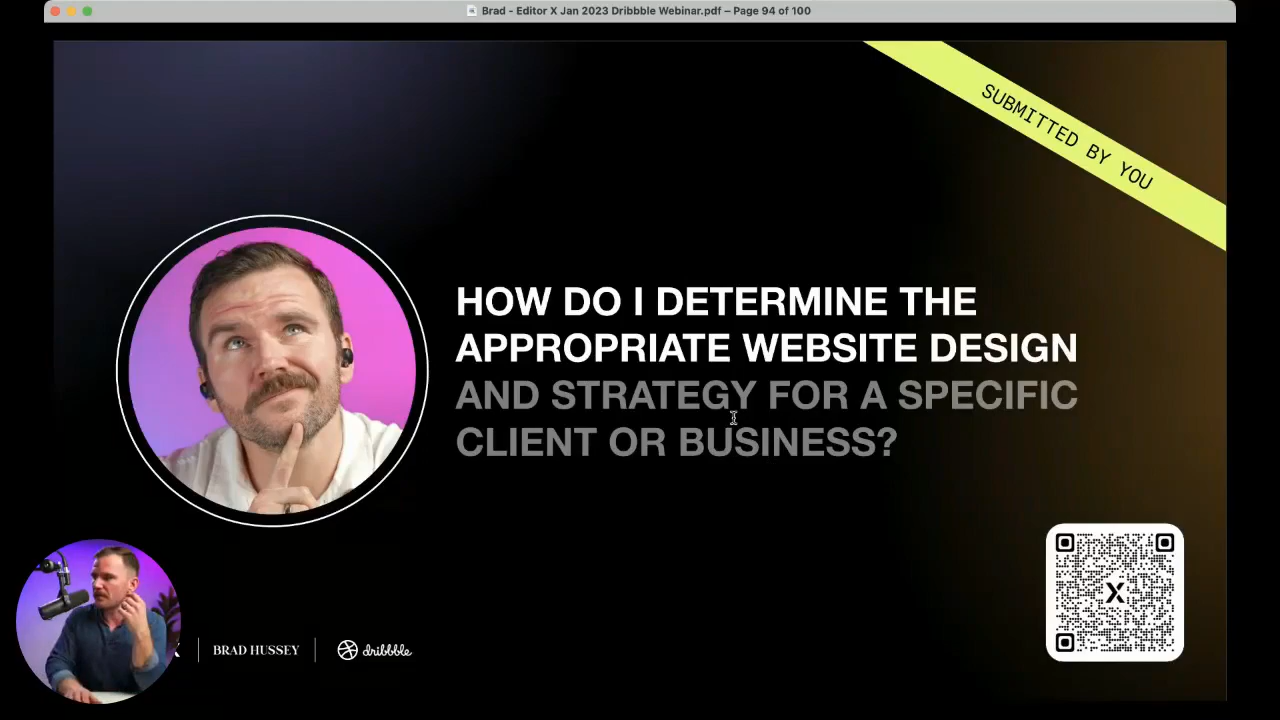 Brad - Editor X Jan 2023 Dribbble Webinar.pdf – Page 94 of 100
SUBMITTED BY YOU
HOW DO I DETERMINE THE
APPROPRIATE WEBSITE DESIGN
AND STRATEGY FOR A SPECIFIC
CLIENT OR BUSINESS?
X
BRAD HUSSEY
dribbble